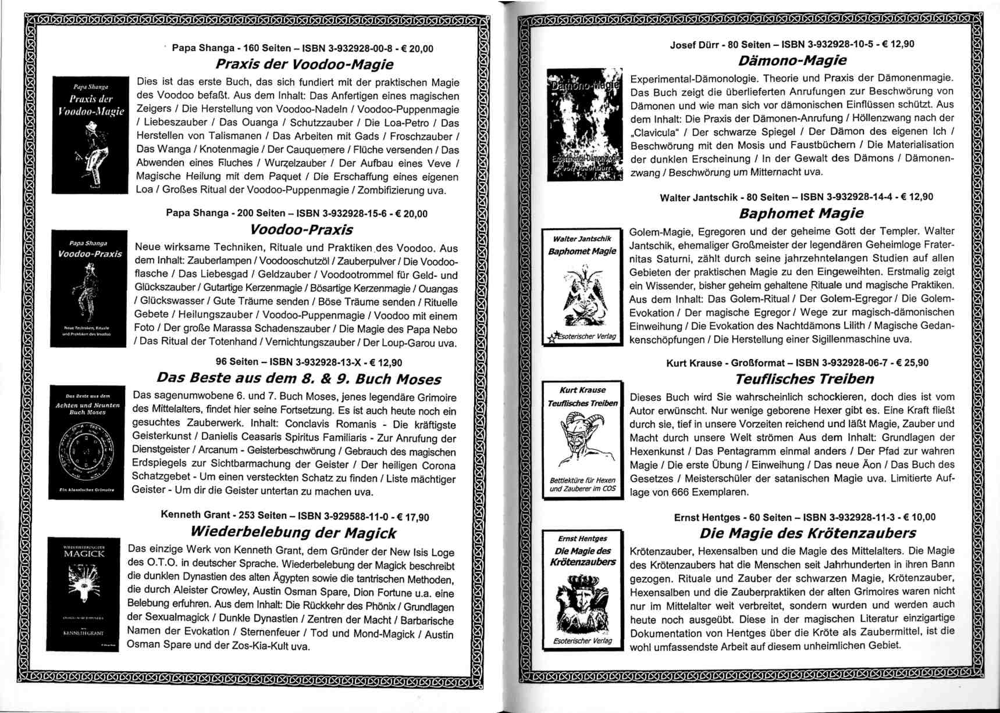 Papa Shanga - 160 Seiten – ISBN 3-932928-00-8 - € 20,00
Praxis der Voodoo-Magie
Papa Shanga
Praxis der
Voodoo-Magie
Dies ist das erste Buch, das sich fundiert mit der praktischen Magie
des Voodoo befaßt. Aus dem Inhalt: Das Anfertigen eines magischen
Zeigers / Die Herstellung von Voodoo-Nadeln / Voodoo-Puppenmagie
/ Liebeszauber / Das Ouanga / Schutzzauber / Die Loa-Petro / Das
Herstellen von Talismanen / Das Arbeiten mit Gads / Froschzauber /
Das Wanga / Knotenmagie / Der Cauquemere / Flüche versenden / Das
Abwenden eines Fluches / Wurzelzauber / Der Aufbau eines Veve /
Magische Heilung mit dem Paquet / Die Erschaffung eines eigenen
Loa / Großes Ritual der Voodoo-Puppenmagie / Zombifizierung uva.
Papa Shanga - 200 Seiten – ISBN 3-932928-15-6 - € 20,00
Voodoo-Praxis
Papa Shanga
Voodoo-Praxis
Neue Techniken, Rituale
und Praktiken des Voodoo
Neue wirksame Techniken, Rituale und Praktiken des Voodoo. Aus
dem Inhalt: Zauberlampen / Voodooschutzöl / Zauberpulver / Die Voodoo-
flasche / Das Liebesgad / Geldzauber / Voodootrommel für Geld- und
Glückszauber / Gutartige Kerzenmagie / Bösartige Kerzenmagie / Ouangas
/ Glückswasser / Gute Träume senden / Böse Träume senden / Rituelle
Gebete / Heilungszauber / Voodoo-Puppenmagie / Voodoo mit einem
Foto / Der große Marassa Schadenszauber / Die Magie des Papa Nebo
/ Das Ritual der Totenhand / Vernichtungszauber / Der Loup-Garou uva.
96 Seiten – ISBN 3-932928-13-X - € 12,90
Das Beste aus dem 8. & 9. Buch Moses
Das Beste aus dem
Achten und Neunten
Buch Moses
Ein klassisches Grimoire
Das sagenumwobene 6. und 7. Buch Moses, jenes legendäre Grimoire
des Mittelalters, findet hier seine Fortsetzung. Es ist auch heute noch ein
gesuchtes Zauberwerk. Inhalt: Conclavis Romanis - Die kräftigste
Geisterkunst / Danielis Ceasaris Spiritus Familiaris - Zur Anrufung der
Dienstgeister / Arcanum - Geisterbeschwörung / Gebrauch des magischen
Erdspiegels zur Sichtbarmachung der Geister / Der heiligen Corona
Schatzgebet - Um einen versteckten Schatz zu finden / Liste mächtiger
Geister - Um dir die Geister untertan zu machen uva.
Kenneth Grant - 253 Seiten – ISBN 3-929588-11-0 - € 17,90
Wiederbelebung der Magick
WIEDERBELEBUNG DER
MAGICK
KENNETH GRANT
Das einzige Werk von Kenneth Grant, dem Gründer der New Isis Loge
des O.T.O. in deutscher Sprache. Wiederbelebung der Magick beschreibt
die dunklen Dynastien des alten Ägypten sowie die tantrischen Methoden,
die durch Aleister Crowley, Austin Osman Spare, Dion Fortune u.a. eine
Belebung erfuhren. Aus dem Inhalt: Die Rückkehr des Phönix / Grundlagen
der Sexualmagick / Dunkle Dynastien / Zentren der Macht / Barbarische
Namen der Evokation / Sternenfeuer / Tod und Mond-Magick / Austin
Osman Spare und der Zos-Kia-Kult uva.
Josef Dürr - 80 Seiten – ISBN 3-932928-10-5 - € 12,90
Dämono-Magie
Dämono-Magie
Experimental-Dämonologie
von Josef Dürr
Experimental-Dämonologie. Theorie und Praxis der Dämonenmagie.
Das Buch zeigt die überlieferten Anrufungen zur Beschwörung von
Dämonen und wie man sich vor dämonischen Einflüssen schützt. Aus
dem Inhalt: Die Praxis der Dämonen-Anrufung / Höllenzwang nach der
„Clavicula“ / Der schwarze Spiegel / Der Dämon des eigenen Ich /
Beschwörung mit den Mosis und Faustbüchern / Die Materialisation
der dunklen Erscheinung / In der Gewalt des Dämons / Dämonen-
zwang / Beschwörung um Mitternacht uva.
Walter Jantschik - 80 Seiten – ISBN 3-932928-14-4 - € 12,90
Baphomet Magie
Walter Jantschik
Baphomet Magie
Esoterischer Verlag
Golem-Magie, Egregoren und der geheime Gott der Templer. Walter
Jantschik, ehemaliger Großmeister der legendären Geheimloge Frater-
nitas Saturni, zählt durch seine jahrzehntelangen Studien auf allen
Gebieten der praktischen Magie zu den Eingeweihten. Erstmalig zeigt
ein Wissender, bisher geheim gehaltene Rituale und magische Praktiken.
Aus dem Inhalt: Das Golem-Ritual / Der Golem-Egregor / Die Golem-
Evokation / Der magische Egregor / Wege zur magisch-dämonischen
Einweihung / Die Evokation des Nachtdämons Lilith / Magische Gedan-
kenschöpfungen / Die Herstellung einer Sigillenmaschine uva.
Kurt Krause - Großformat – ISBN 3-932928-06-7 - € 25,90
Teuflisches Treiben
Kurt Krause
Teuflisches Treiben
Bettlektüre für Hexen
und Zauberer im COS
Dieses Buch wird Sie wahrscheinlich schockieren, doch dies ist vom
Autor erwünscht. Nur wenige geborene Hexer gibt es. Eine Kraft fließt
durch sie, tief in unsere Vorzeiten reichend und läßt Magie, Zauber und
Macht durch unsere Welt strömen Aus dem Inhalt: Grundlagen der
Hexenkunst / Das Pentagramm einmal anders / Der Pfad zur wahren
Magie / Die erste Übung / Einweihung / Das neue Äon / Das Buch des
Gesetzes / Meisterschüler der satanischen Magie uva. Limitierte Auf-
lage von 666 Exemplaren.
Ernst Hentges - 60 Seiten – ISBN 3-932928-11-3 - € 10,00
Die Magie des Krötenzaubers
Ernst Hentges
Die Magie des
Krötenzaubers
Esoterischer Verlag
Krötenzauber, Hexensalben und die Magie des Mittelalters. Die Magie
des Krötenzaubers hat die Menschen seit Jahrhunderten in ihren Bann
gezogen. Rituale und Zauber der schwarzen Magie, Krötenzauber,
Hexensalben und die Zauberpraktiken der alten Grimoires waren nicht
nur im Mittelalter weit verbreitet, sondern wurden und werden auch
heute noch ausgeübt. Diese in der magischen Literatur einzigartige
Dokumentation von Hentges über die Kröte als Zaubermittel, ist die
wohl umfassendste Arbeit auf diesem unheimlichen Gebiet.